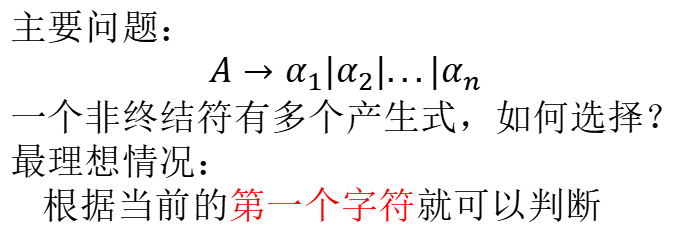 主要问题：
A → α₁|α₂|...|αₙ
一个非终结符有多个产生式，如何选择？
最理想情况：
根据当前的第一个字符就可以判断